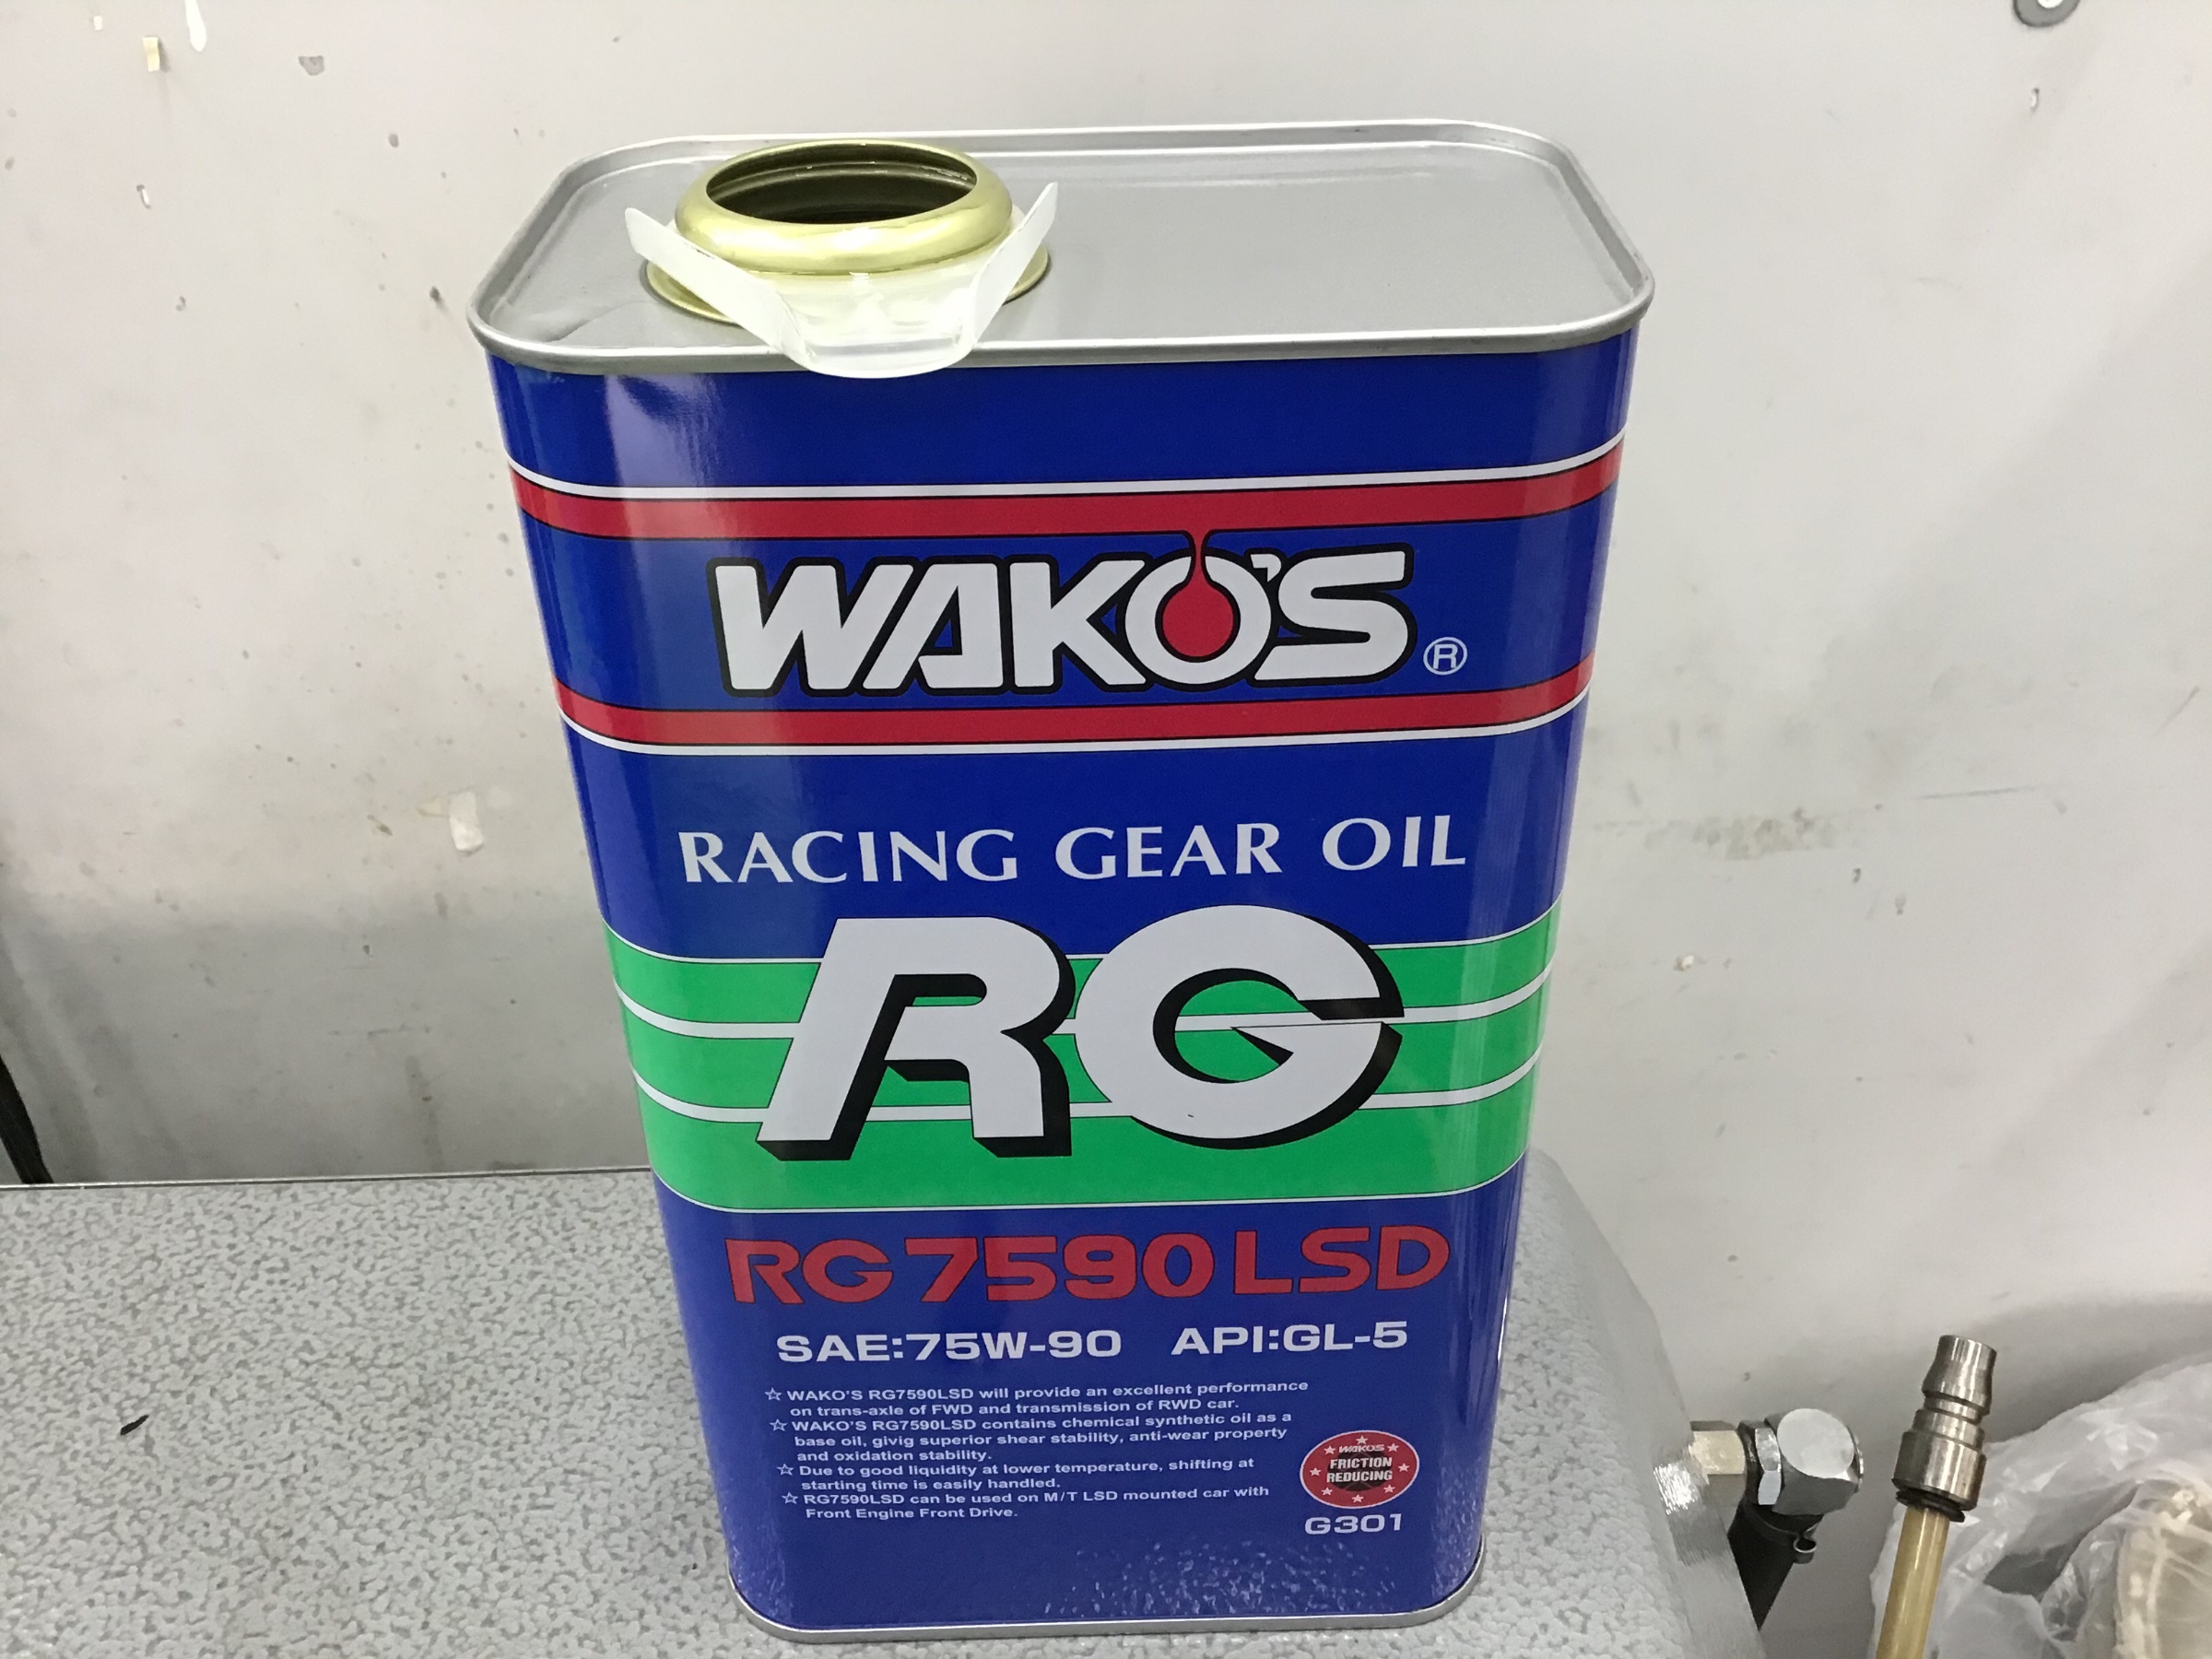 WAKO'S®
RACING GEAR OIL
RG
RG7590LSD
SAE:75W-90 API:GL-5
☆ WAKO'S RG7590LSD will provide an excellent performance
on trans-axle of FWD and transmission of RWD car.
☆ WAKO'S RG7590LSD contains chemical synthetic oil as a
base oil, givig superior shear stability, anti-wear property
and oxidation stability.
☆ Due to good liquidity at lower temperature, shifting at
starting time is easily handled.
☆ RG7590LSD can be used on M/T LSD mounted car with
Front Engine Front Drive.
WAKO'S
FRICTION
REDUCING
G301